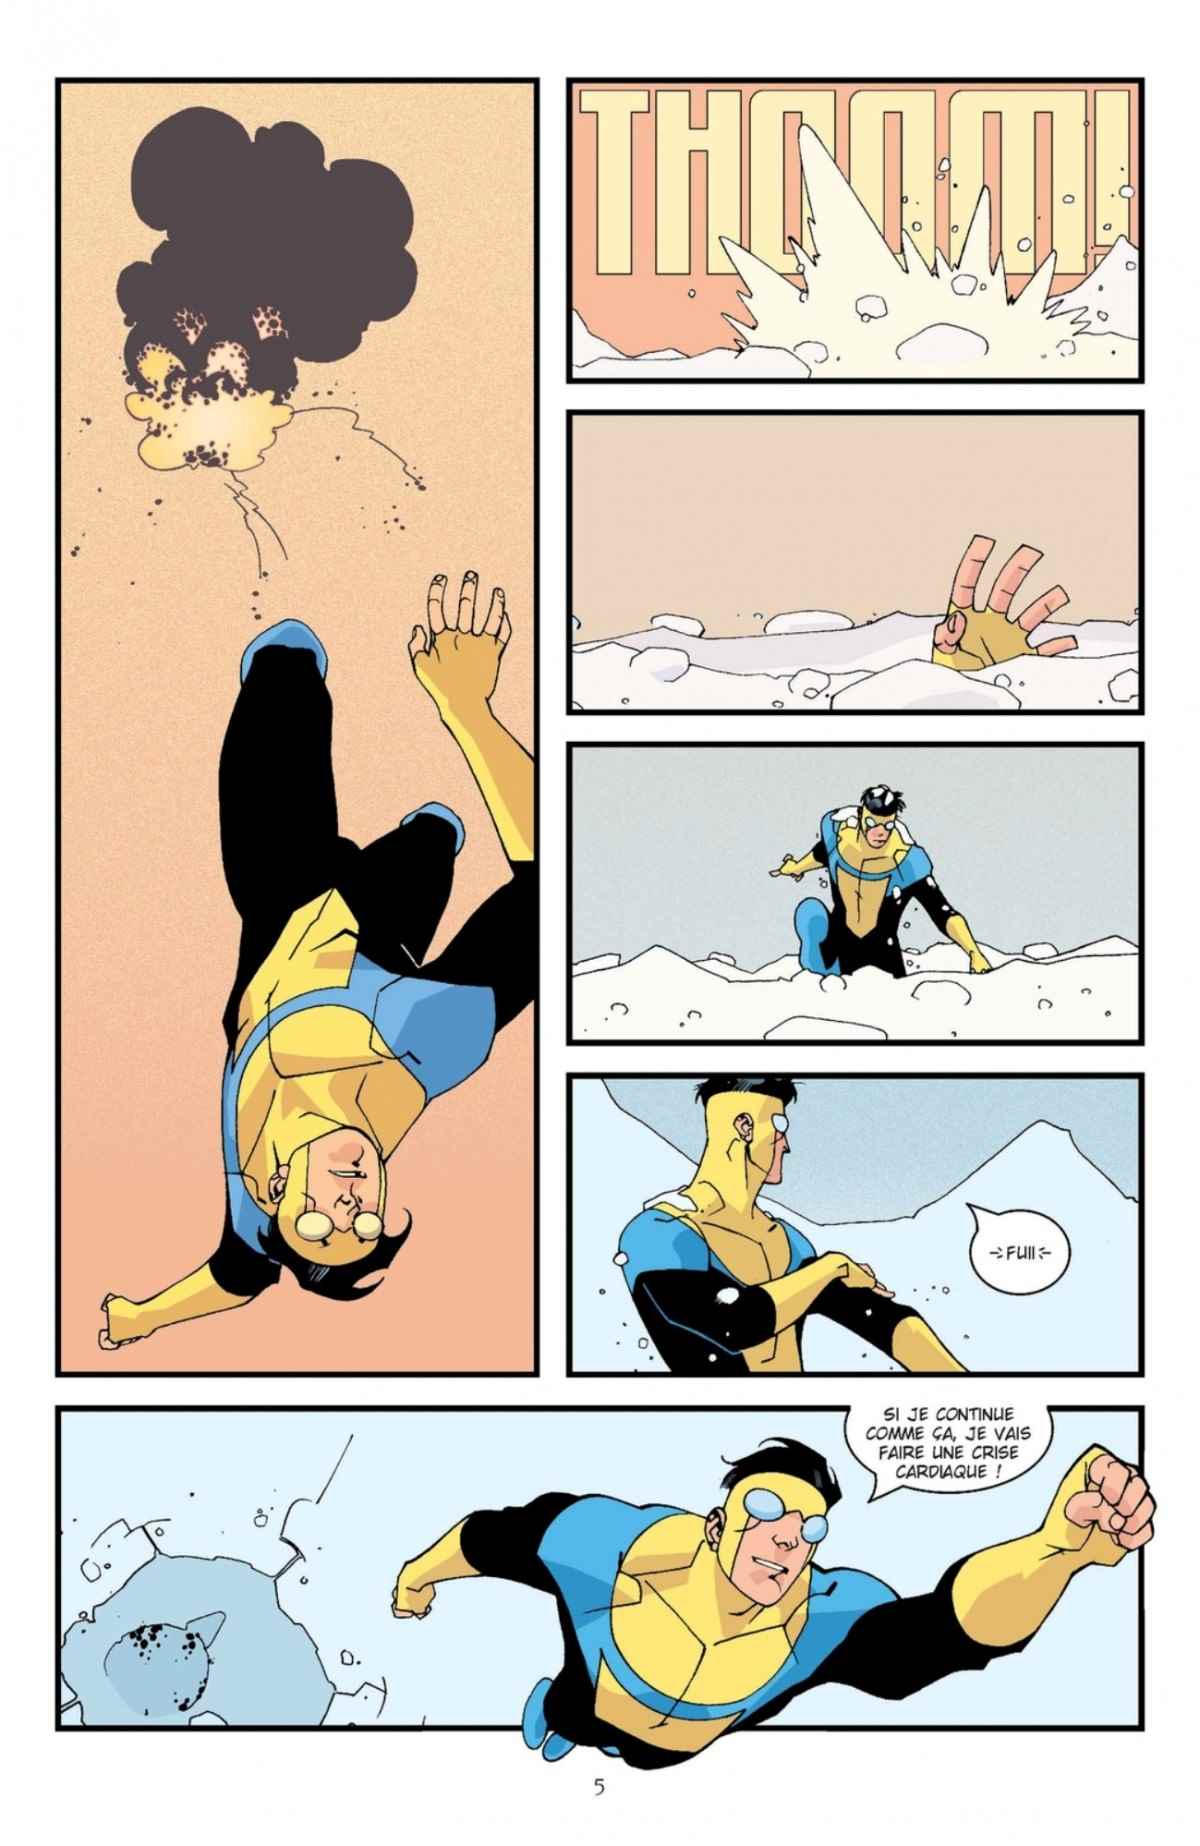 THOOM!
FUII
SI JE CONTINUE
COMME ÇA, JE VAIS
FAIRE UNE CRISE
CARDIAQUE !
5